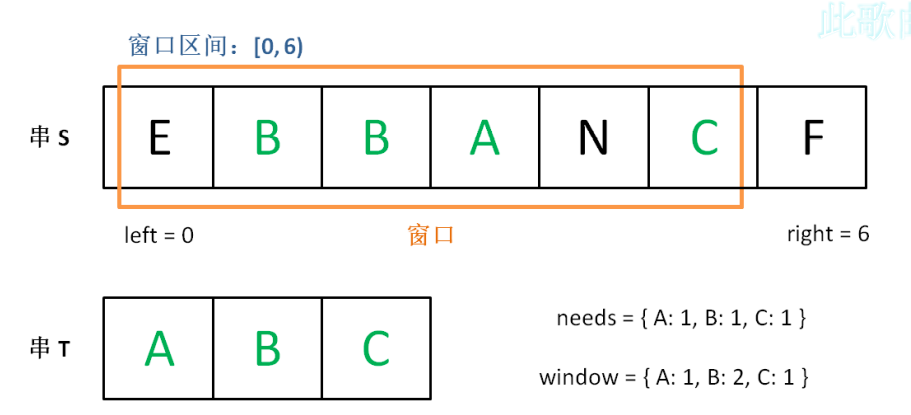 此歌曲
窗口区间：[0, 6)
串 S
E B B A N C F
left = 0
窗口
right = 6
串 T
A B C
needs = { A: 1, B: 1, C: 1 }
window = { A: 1, B: 2, C: 1 }